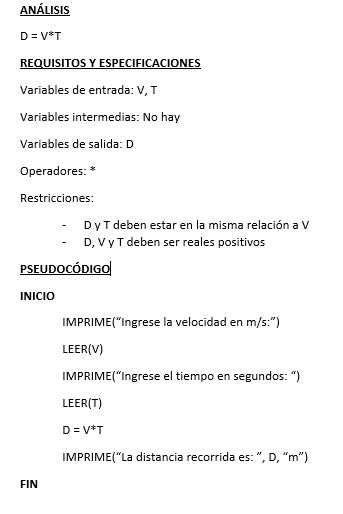 ANÁLISIS
D = V*T
REQUISITOS Y ESPECIFICACIONES
Variables de entrada: V, T
Variables intermedias: No hay
Variables de salida: D
Operadores: *
Restricciones:
- D y T deben estar en la misma relación a V
- D, V y T deben ser reales positivos
PSEUDOCÓDIGO
INICIO
IMPRIME(“Ingrese la velocidad en m/s:”)
LEER(V)
IMPRIME(“Ingrese el tiempo en segundos: “)
LEER(T)
D = V*T
IMPRIME(“La distancia recorrida es: ”, D, “m”)
FIN